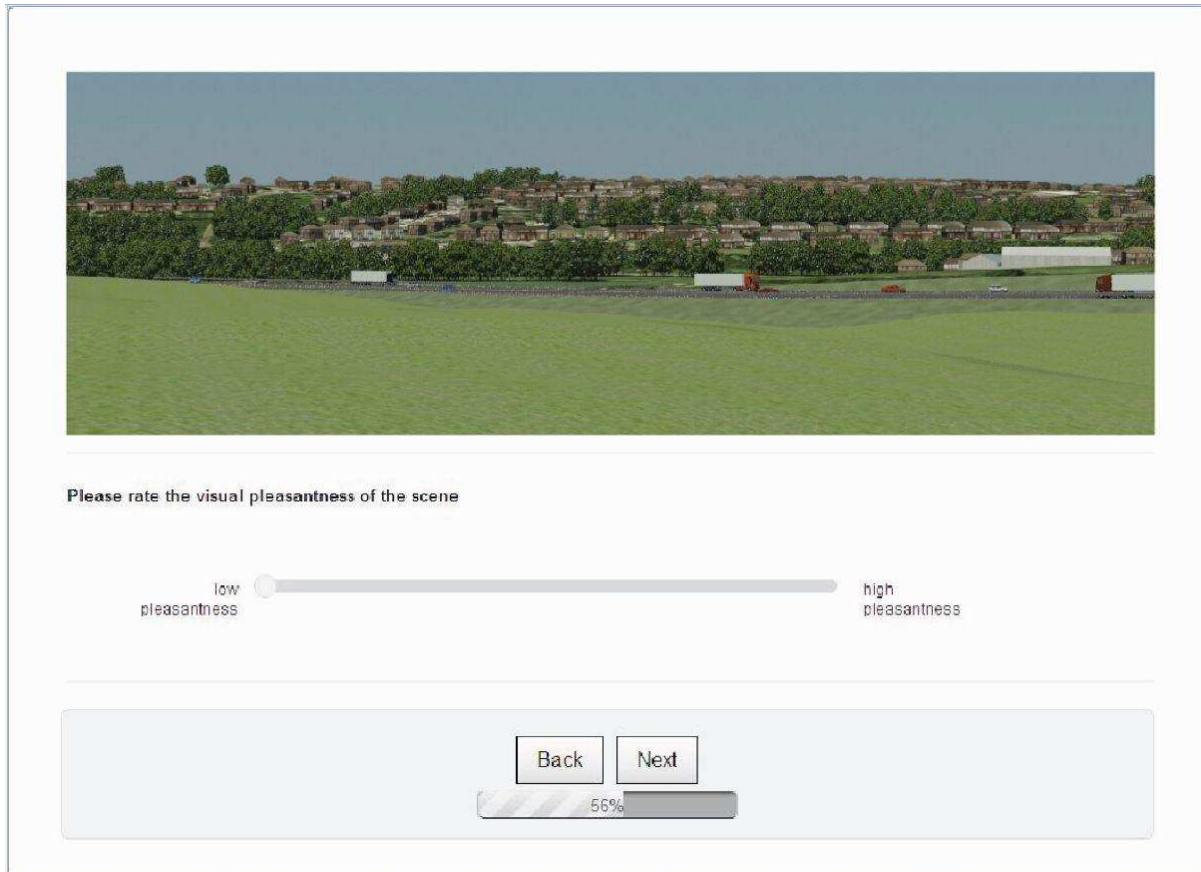 Please rate the visual pleasantness of the scene
low
pleasantness
high
pleasantness
Back
Next
56%